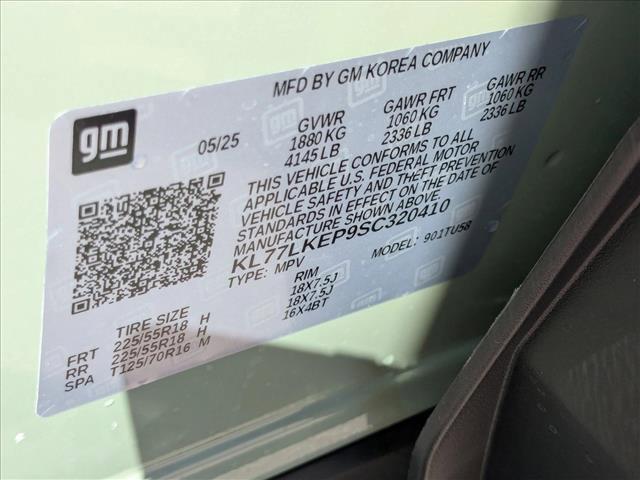 MFD BY GM KOREA COMPANY
gm
05/25
GVWR GAWR FRT GAWR RR
1880 KG 1060 KG 1060 KG
4145 LB 2336 LB 2336 LB
THIS VEHICLE CONFORMS TO ALL
APPLICABLE U.S. FEDERAL MOTOR
VEHICLE SAFETY AND THEFT PREVENTION
STANDARDS IN EFFECT ON THE DATE OF
MANUFACTURE SHOWN ABOVE.
KL77LKEP9SC320410
TYPE: MPV MODEL: 901TU58
TIRE SIZE RIM
FRT 225/55R18 H 18X7.5J
RR 225/55R18 H 18X7.5J
SPA T125/70R16 M 16X4BT